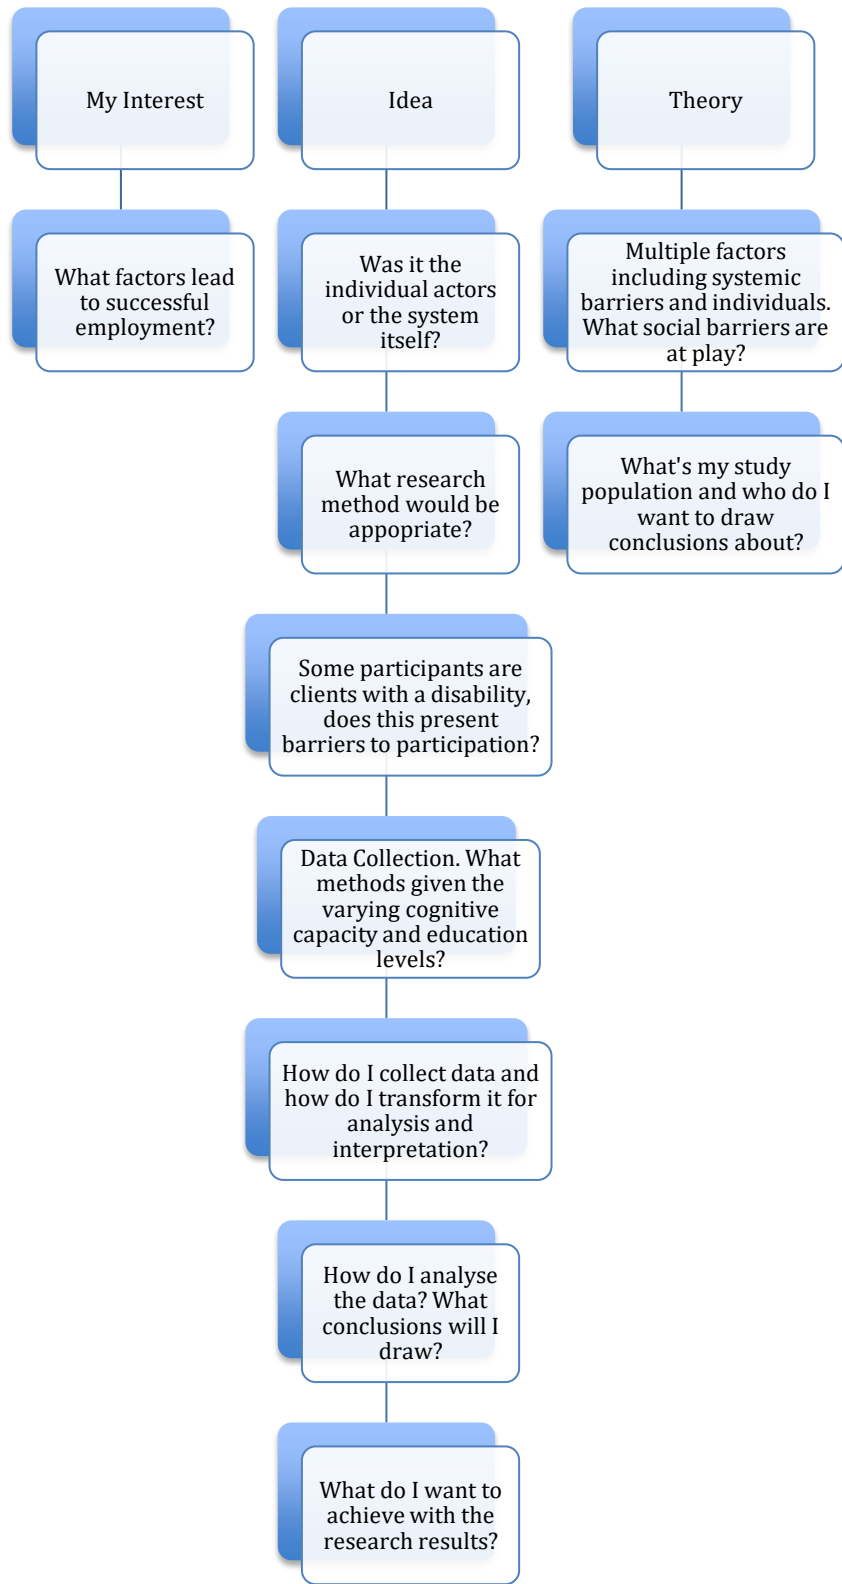 My Interest
What factors lead
to successful
employment?
Idea
Was it the
individual actors
or the system
itself?
What research
method would be
appopriate?
Some participants are
clients with a disability,
does this present
barriers to participation?
Data Collection. What
methods given the
varying cognitive
capacity and education
levels?
How do I collect data and
how do I transform it for
analysis and
interpretation?
How do I analyse
the data? What
conclusions will I
draw?
What do I want to
achieve with the
research results?
Theory
Multiple factors
including systemic
barriers and individuals.
What social barriers are
at play?
What's my study
population and who do I
want to draw
conclusions about?